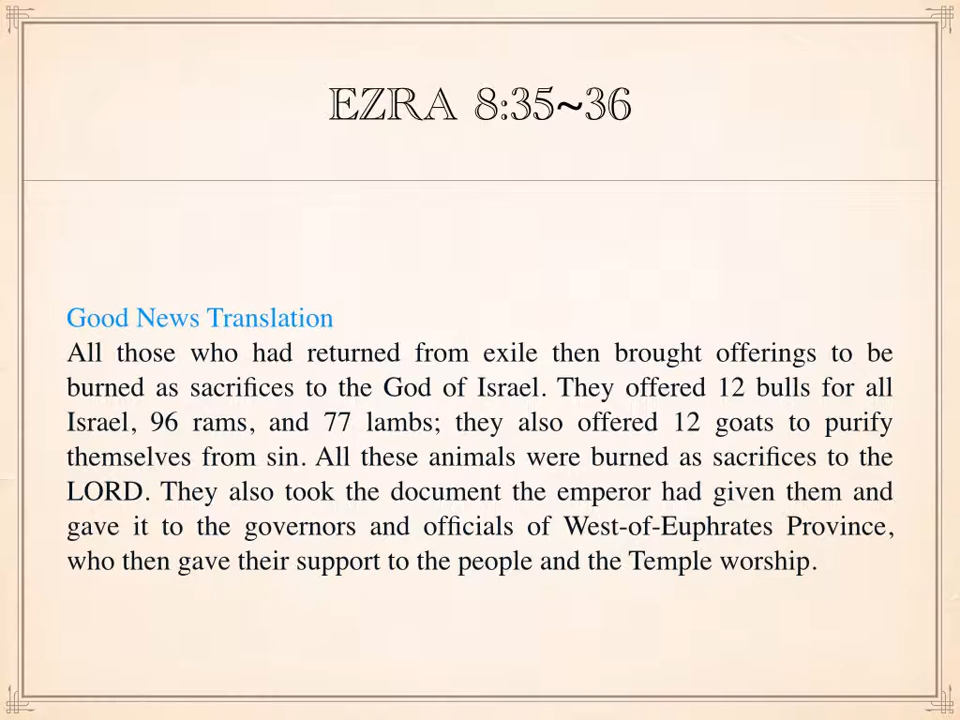 EZRA 8:35~36
Good News Translation
All those who had returned from exile then brought offerings to be
burned as sacrifices to the God of Israel. They offered 12 bulls for all
Israel, 96 rams, and 77 lambs; they also offered 12 goats to purify
themselves from sin. All these animals were burned as sacrifices to the
LORD. They also took the document the emperor had given them and
gave it to the governors and officials of West-of-Euphrates Province,
who then gave their support to the people and the Temple worship.